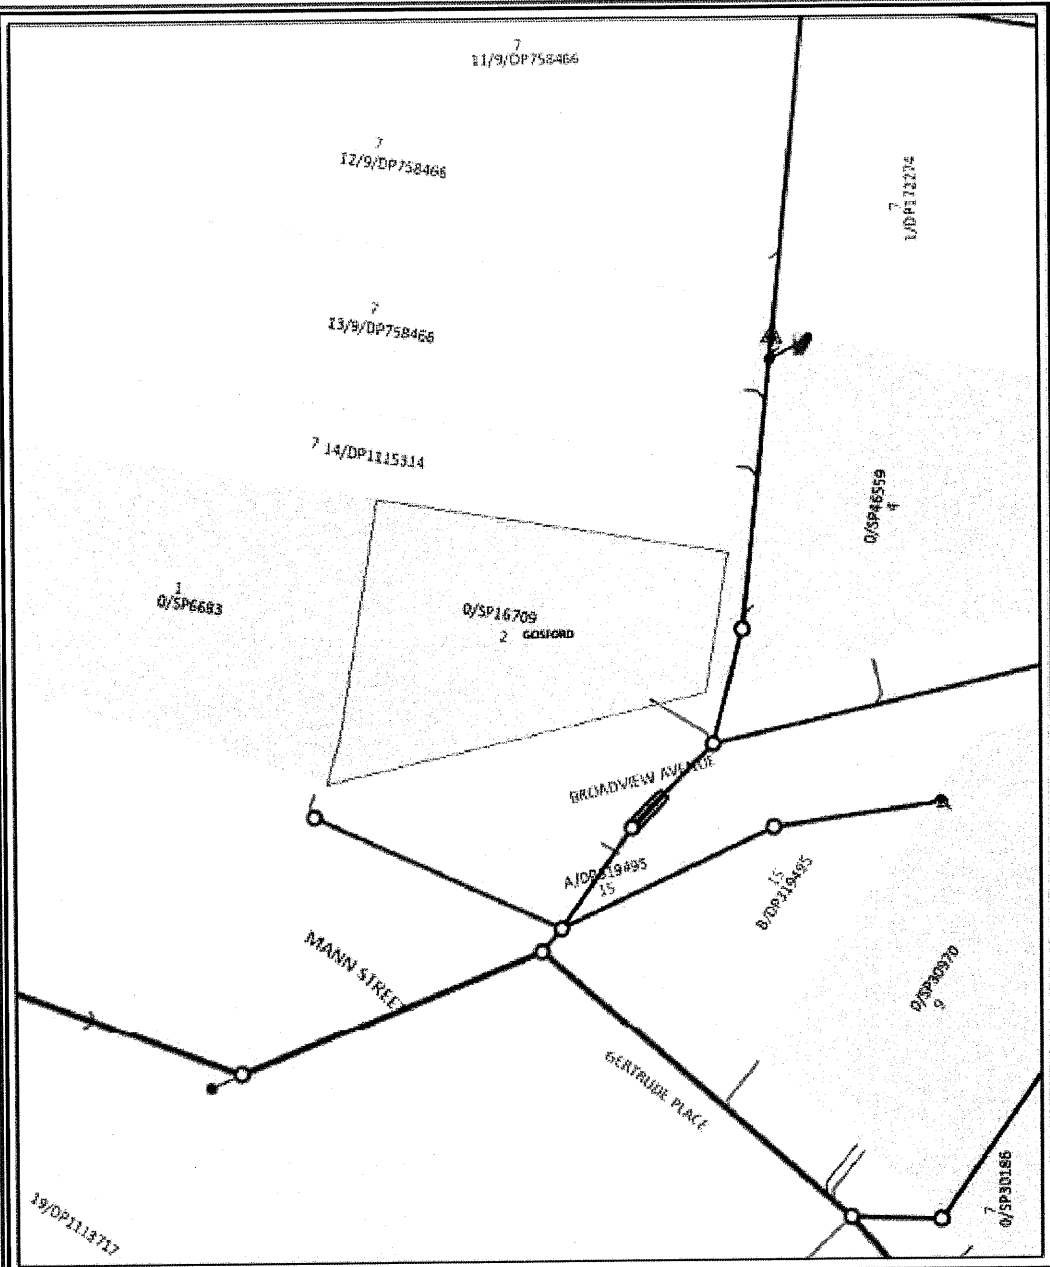 7
11/9/DP758466
7
12/9/DP758466
7
1/DP172274
7
13/9/DP758466
7 14/DP1115314
0/SP46559
4
1
0/SP6683
0/SP16709
2 GOSFORD
BROADVIEW AVENUE
A/DP319495
15
15
B/DP319495
MANN STREET
0/SP30970
9
GERTRUDE PLACE
7
0/SP30186
19/DP1113717